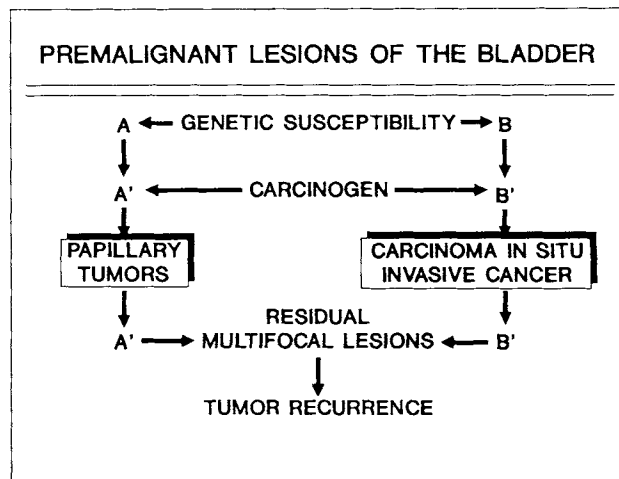 PREMALIGNANT LESIONS OF THE BLADDER
A GENETIC SUSCEPTIBILITY B
A' CARCINOGEN B'
PAPILLARY
TUMORS
CARCINOMA IN SITU
INVASIVE CANCER
RESIDUAL
A' MULTIFOCAL LESIONS B'
TUMOR RECURRENCE